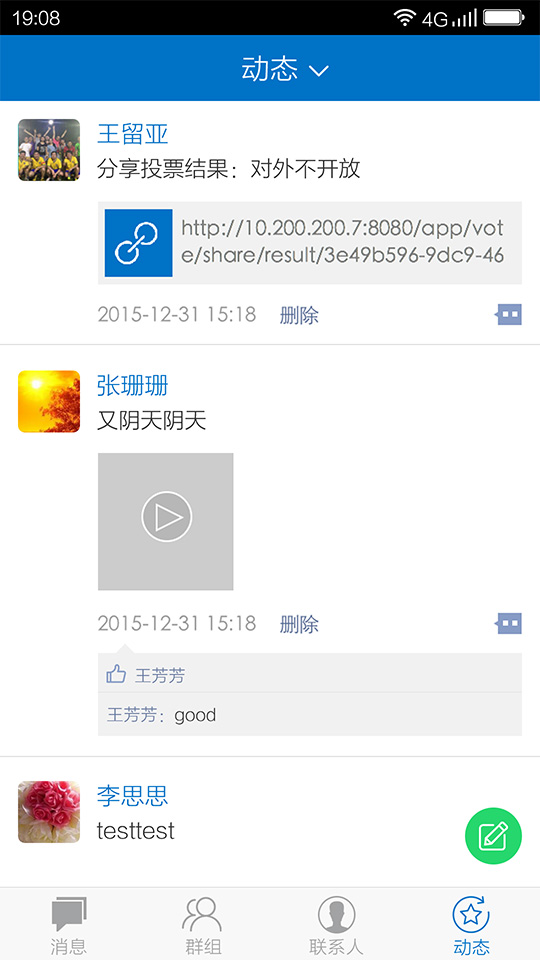 19:08
4G
动态
王留亚
分享投票结果：对外不开放
http://10.200.200.7:8080/app/vot
e/share/result/3e49b596-9dc9-46
2015-12-31 15:18 删除
张珊珊
又阴天阴天
2015-12-31 15:18 删除
王芳芳
王芳芳：good
李思思
testtest
消息
群组
联系人
动态